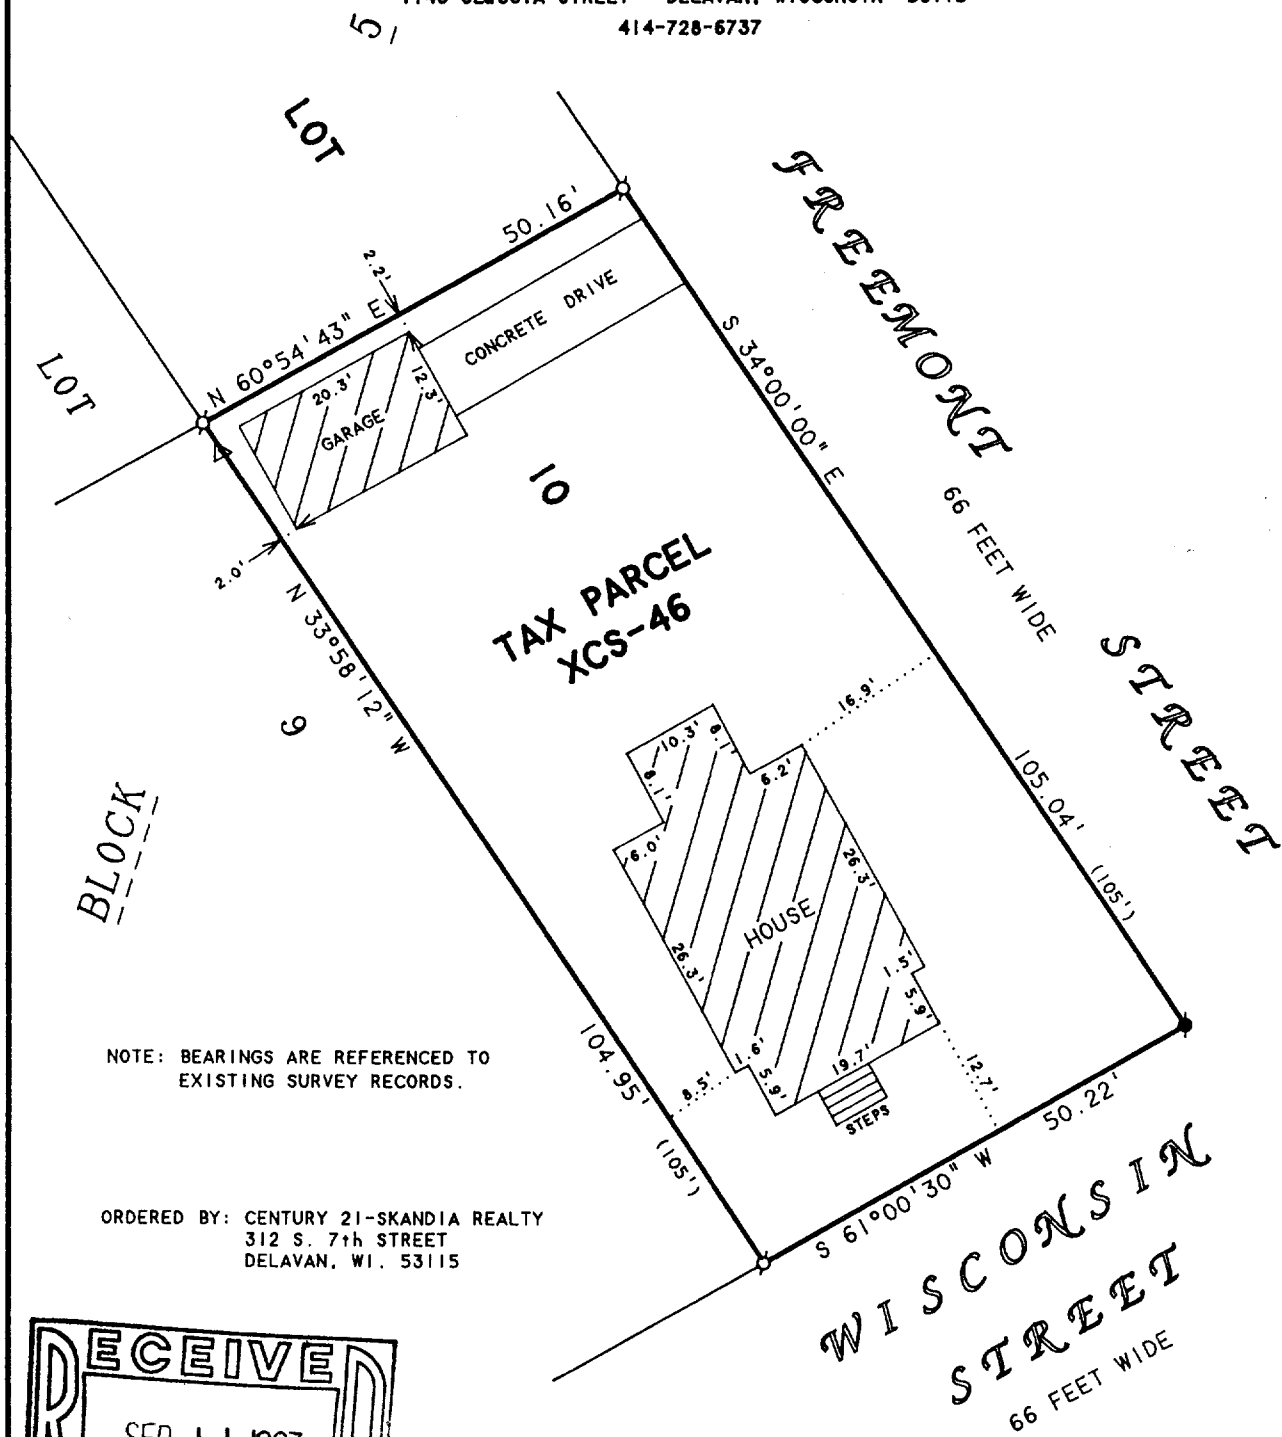 414-728-6737
5
LOT
50.16'
2.2'
N 60°54'43" E
CONCRETE DRIVE
20.3'
12.3'
GARAGE
LOT
FREEMONT
STREET
66 FEET WIDE
S 34°00'00" E
10
TAX PARCEL
XCS-46
2.0'
N 33°58'12" W
9
BLOCK
16.9'
10.3'
8.1'
8.1'
6.2'
6.0'
26.3'
105.04'
(105')
HOUSE
26.3'
1.5'
5.9'
1.6'
5.9'
19.7'
12.7'
8.5'
STEPS
104.95'
(105')
50.22'
S 61°00'30" W
NOTE: BEARINGS ARE REFERENCED TO
EXISTING SURVEY RECORDS.
ORDERED BY: CENTURY 21-SKANDIA REALTY
312 S. 7th STREET
DELAVAN, WI. 53115
WISCONSIN
STREET
66 FEET WIDE
RECEIVED